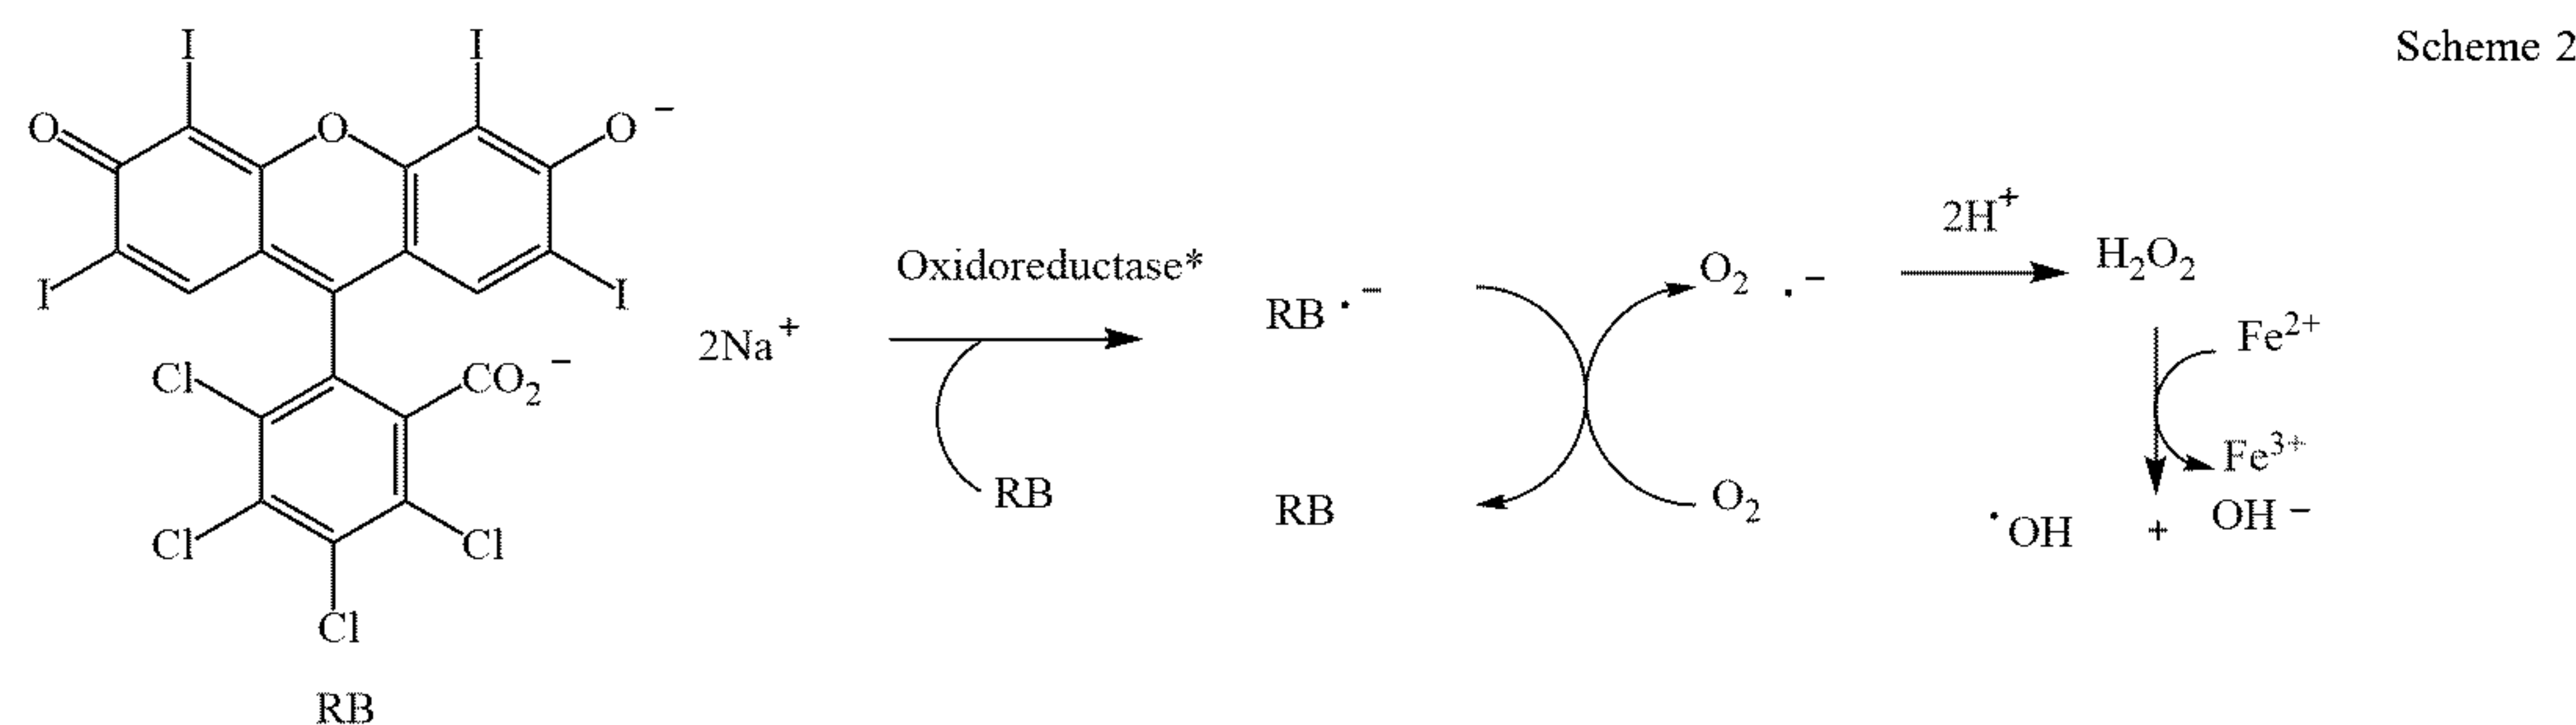 Scheme 2
I I
O O O⁻
I I
2Na⁺
Oxidoreductase*
RB
RB·⁻
RB
O₂·⁻
O₂
2H⁺
H₂O₂
Fe²⁺
Fe³⁺
·OH + OH⁻
Cl CO₂⁻
Cl Cl
Cl
RB